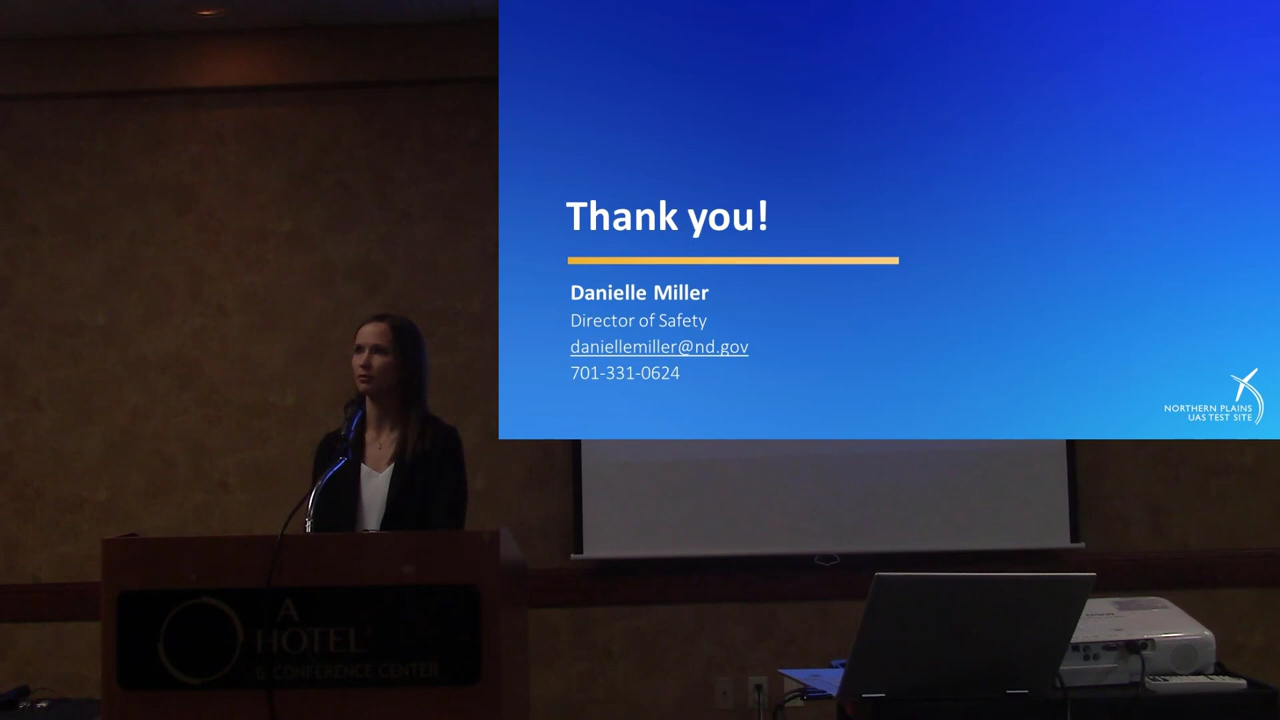 Thank you!
Danielle Miller
Director of Safety
daniellemiller@nd.gov
701-331-0624
NORTHERN PLAINS
UAS TEST SITE
A
HOTEL
& CONFERENCE CENTER
EPSON